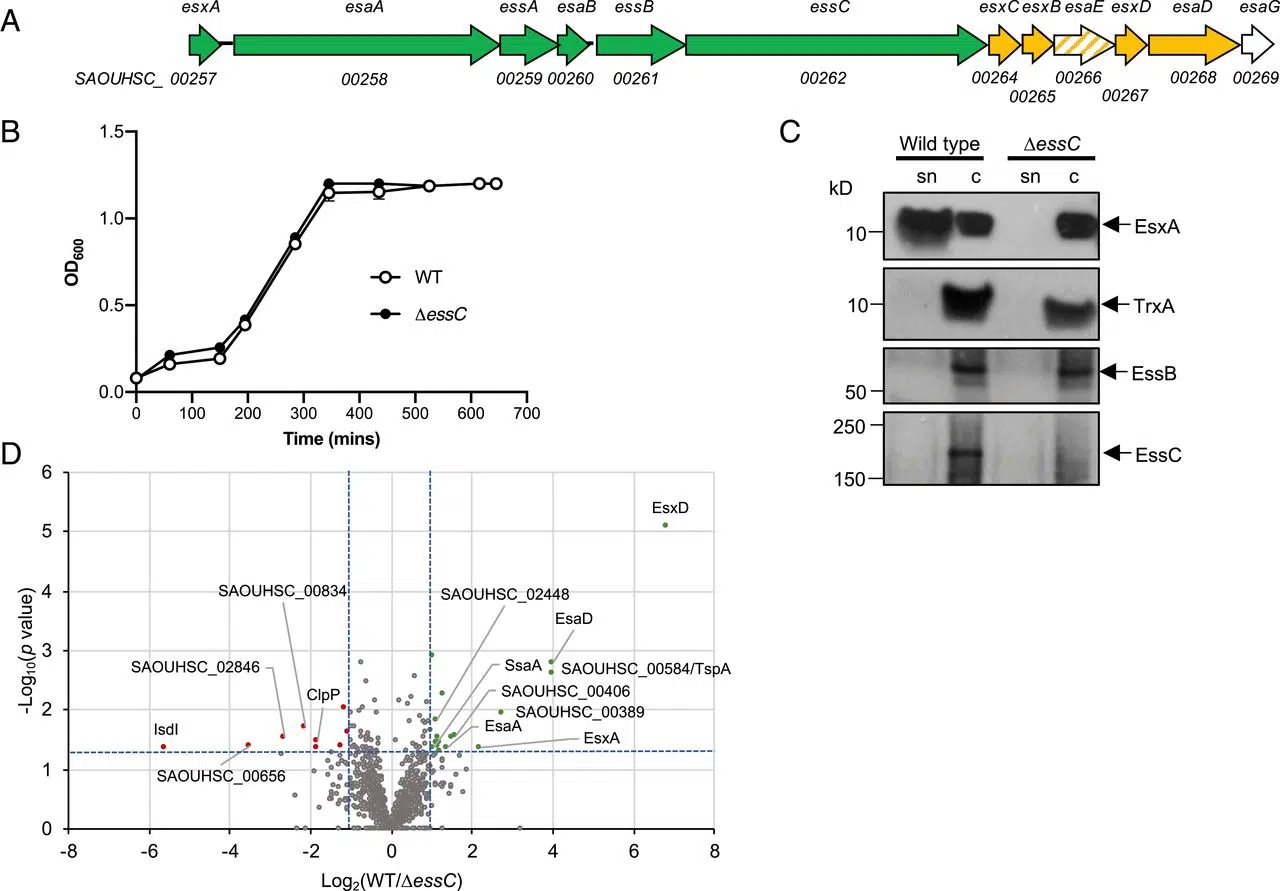 A
esxA esaA essA esaB essB essC esxC esxB esaE esxD esaD esaG
SAOUHSC_ 00257 00258 00259 00260 00261 00262 00264 00266 00268 00269
00265 00267
B
1.5
1.0
0.5
0.0
OD600
WT
ΔessC
0 100 200 300 400 500 600 700
Time (mins)
C
Wild type ΔessC
kD
sn c sn c
10 EsxA
10 TrxA
EssB
50
250
EssC
150
D
6
5
4
3
2
1
0
-Log10(p value)
EsxD
SAOUHSC_00834
SAOUHSC_02448
EsaD
SAOUHSC_02846
SsaA
SAOUHSC_00584/TspA
ClpP
SAOUHSC_00406
SAOUHSC_00389
IsdI
EsaA
EsxA
SAOUHSC_00656
-8 -6 -4 -2 0 2 4 6 8
Log2(WT/ΔessC)